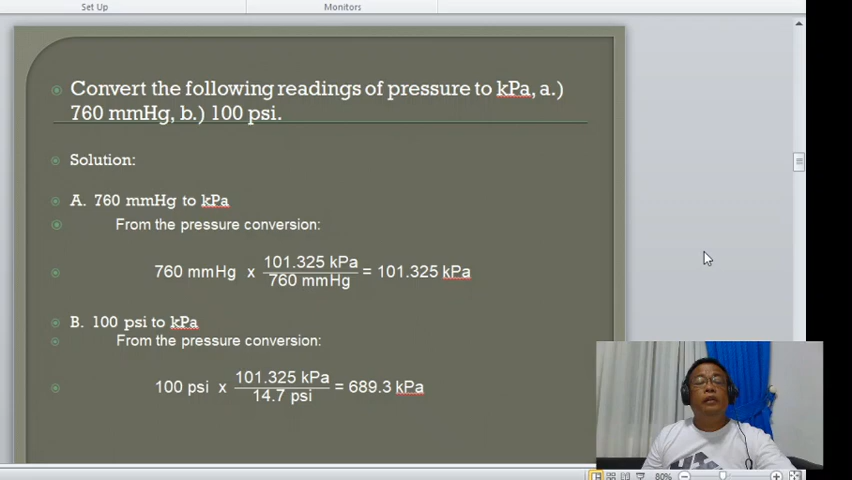 Set Up Monitors
Convert the following readings of pressure to kPa, a.)
760 mmHg, b.) 100 psi.
Solution:
A. 760 mmHg to kPa
From the pressure conversion:
760 mmHg x 101.325 kPa / 760 mmHg = 101.325 kPa
B. 100 psi to kPa
From the pressure conversion:
100 psi x 101.325 kPa / 14.7 psi = 689.3 kPa
80%